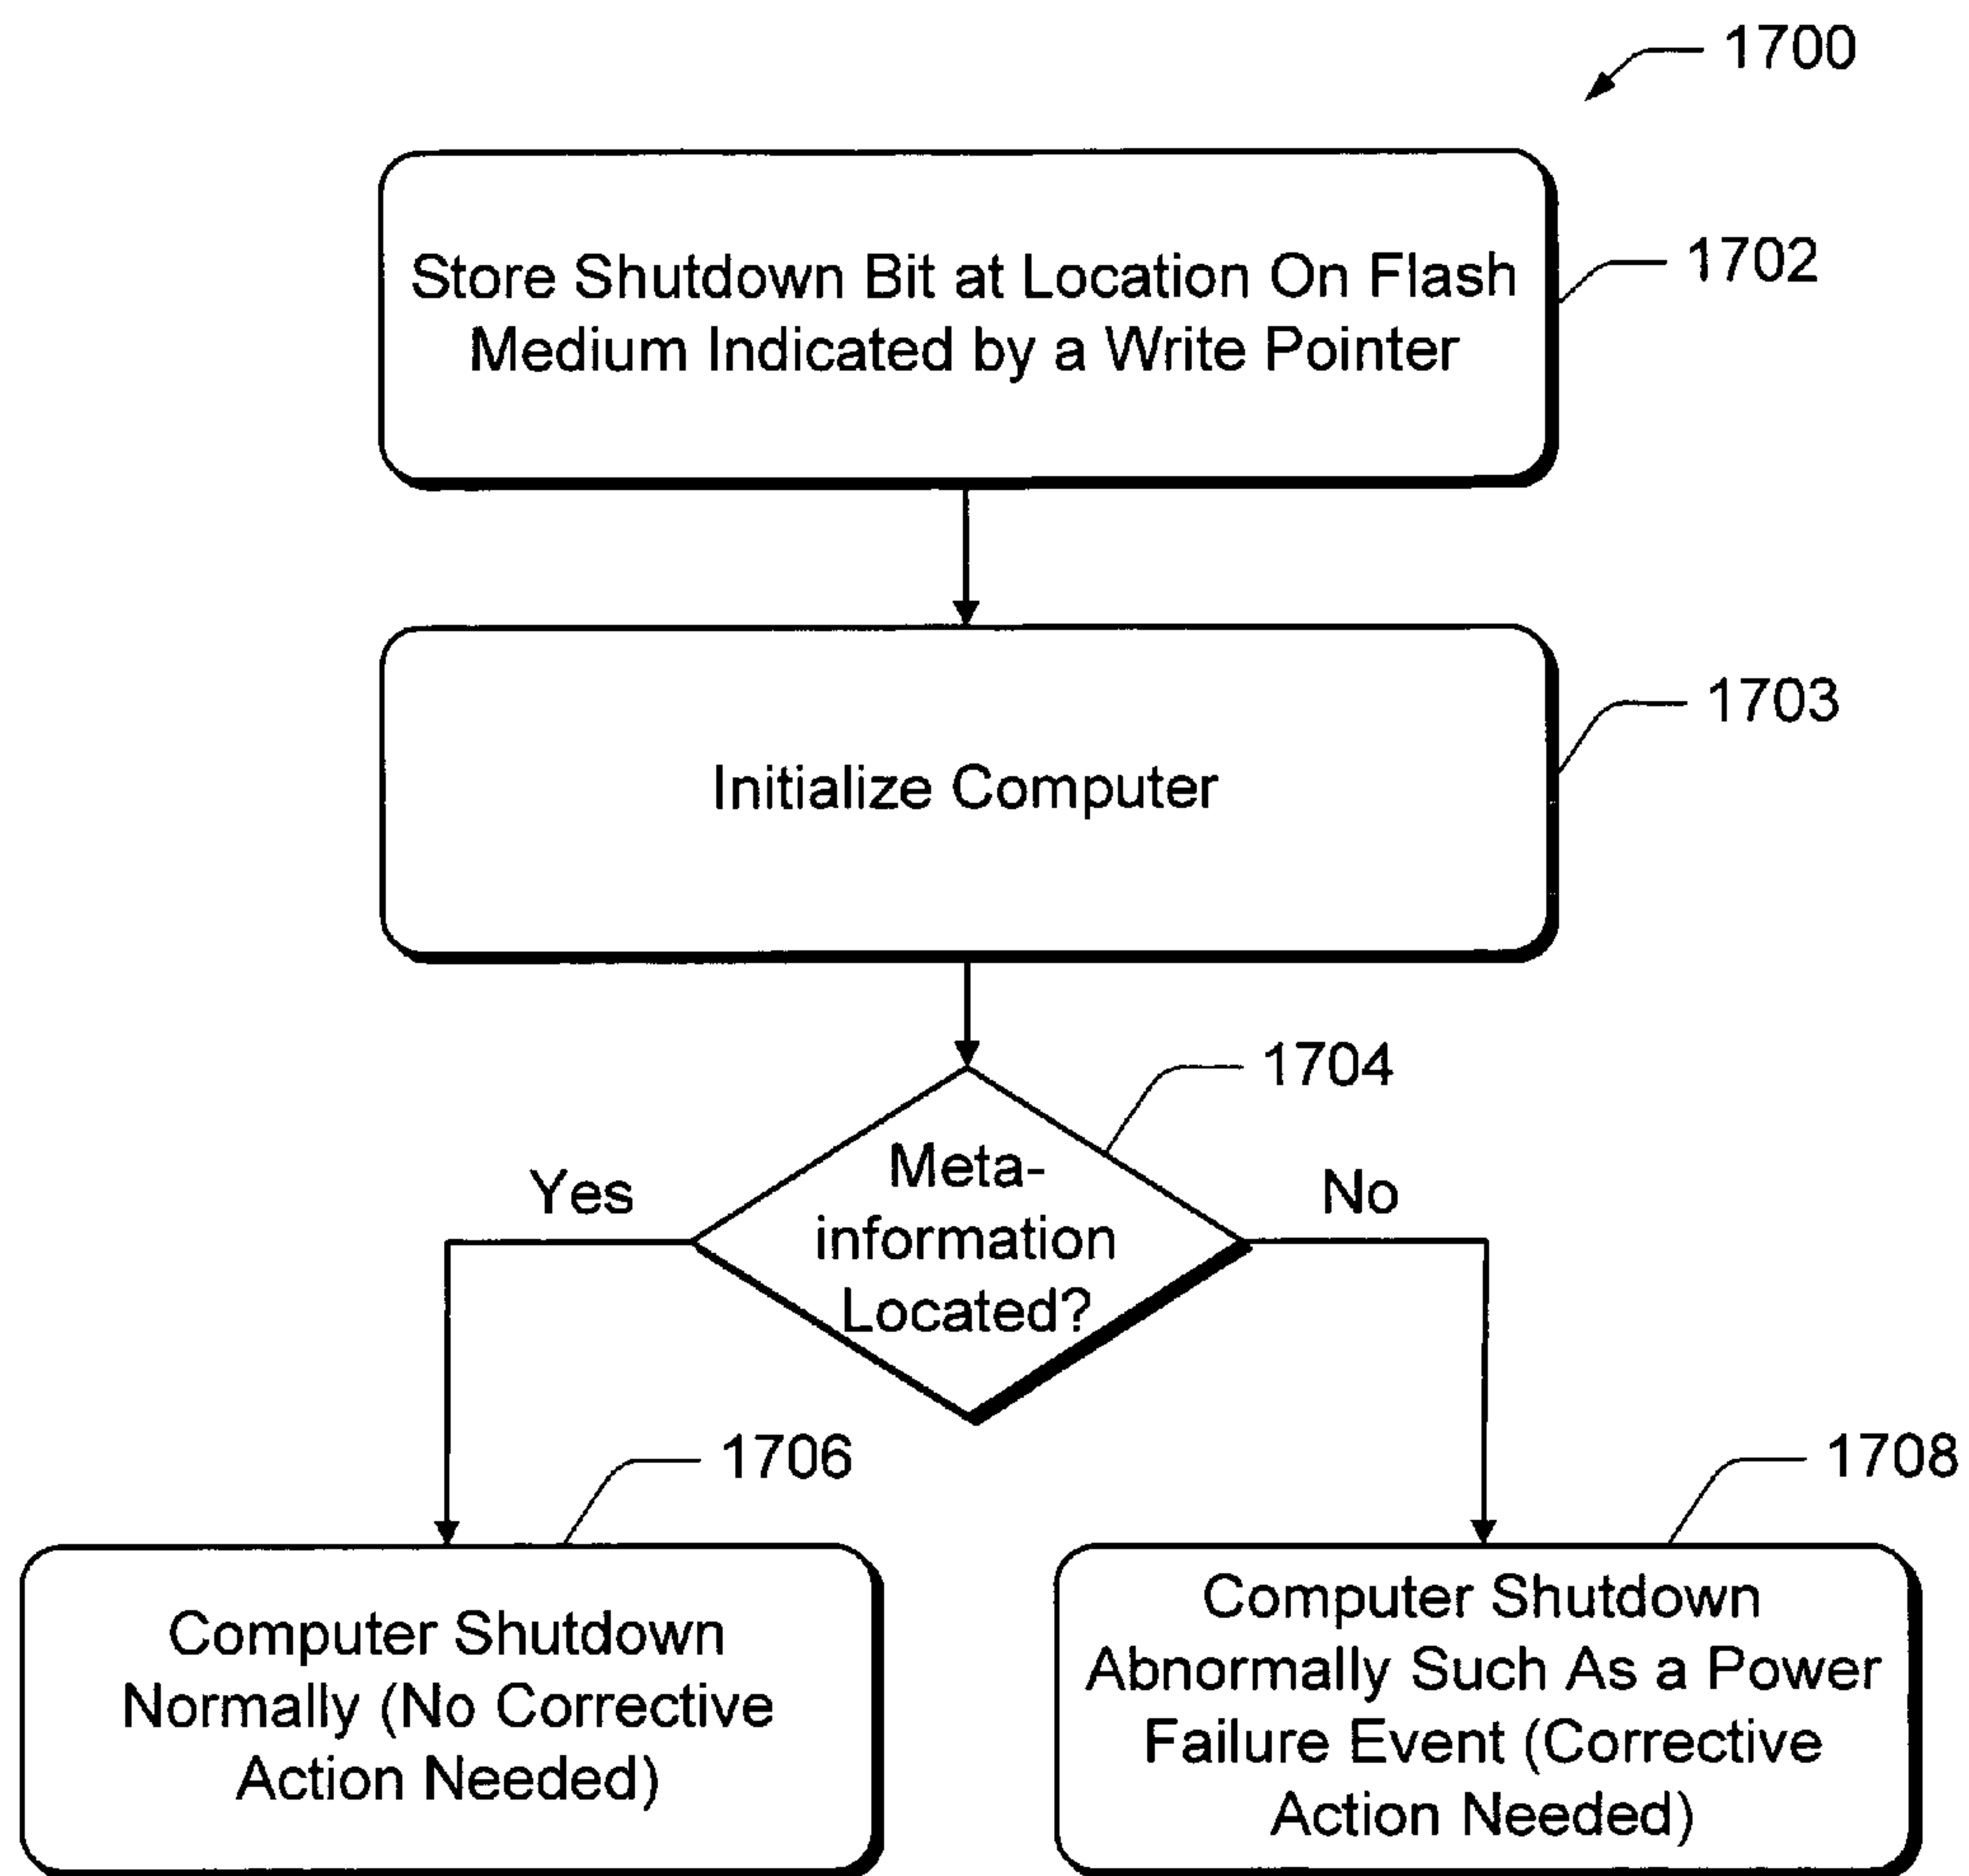 1700
Store Shutdown Bit at Location On Flash
Medium Indicated by a Write Pointer
1702
Initialize Computer
1703
1704
Meta-
information
Located?
Yes
No
1706
Computer Shutdown
Normally (No Corrective
Action Needed)
1708
Computer Shutdown
Abnormally Such As a Power
Failure Event (Corrective
Action Needed)